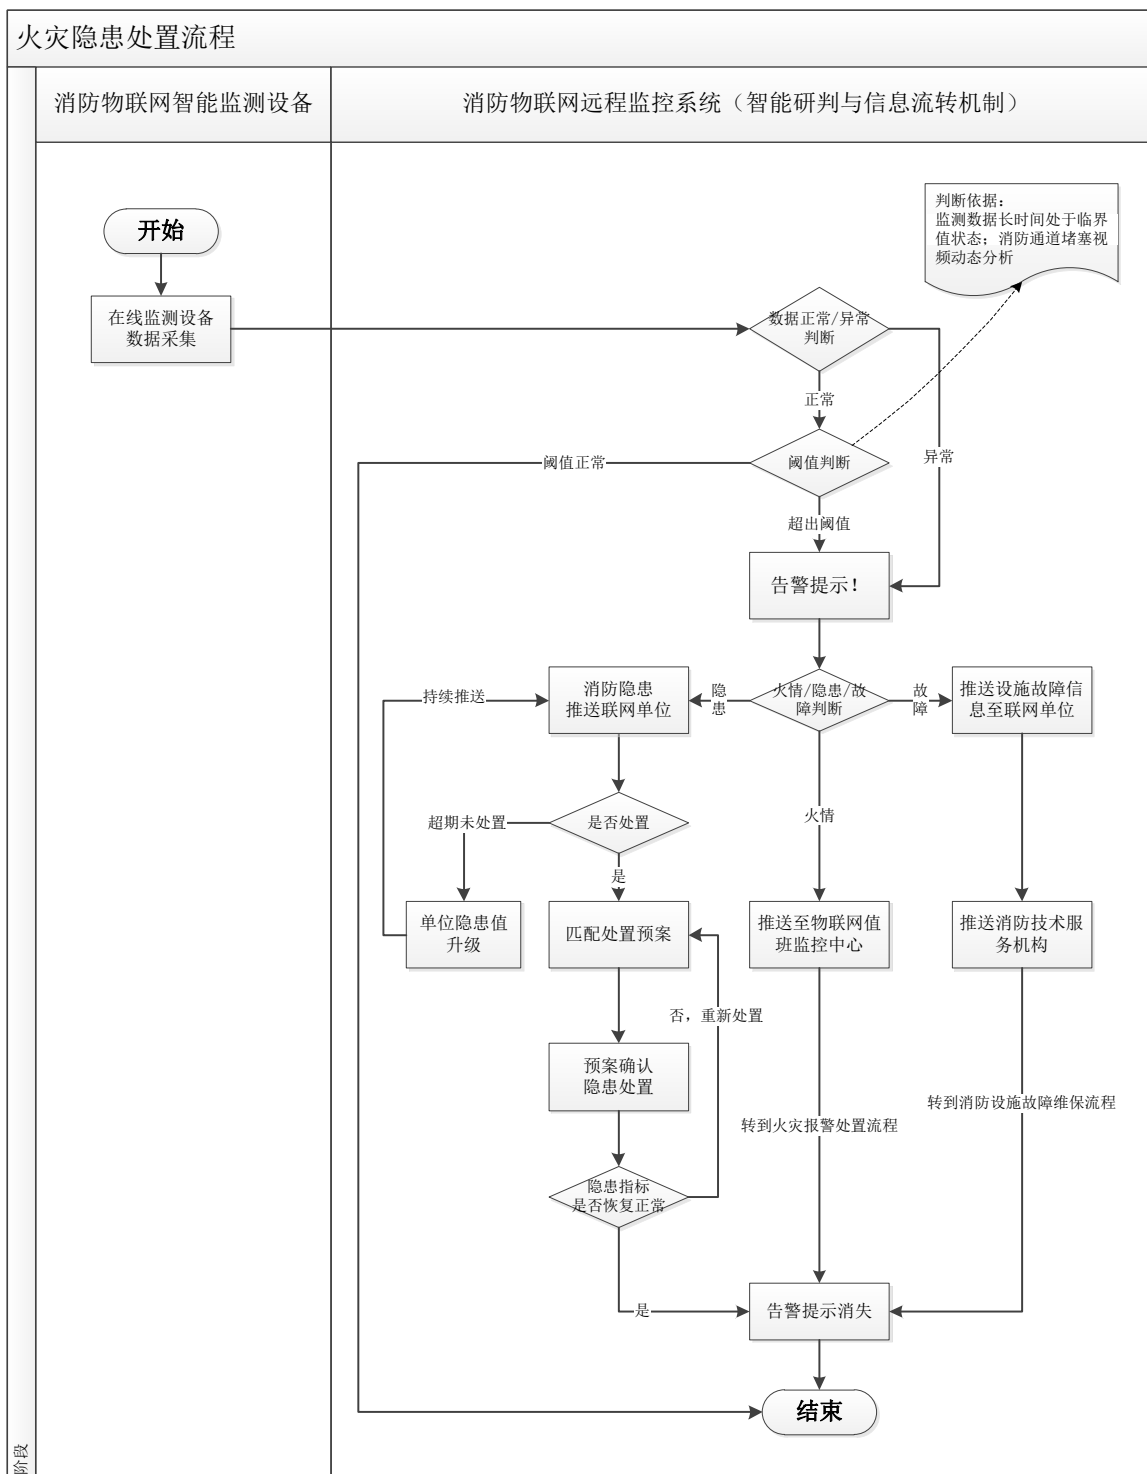 火灾隐患处置流程
消防物联网智能监测设备
消防物联网远程监控系统（智能研判与信息流转机制）
判断依据：
监测数据长时间处于临界
值状态；消防通道堵塞视
频动态分析
开始
在线监测设备
数据采集
数据正常/异常
判断
正常
异常
阈值判断
阈值正常
超出阈值
告警提示！
持续推送
消防隐患
推送联网单位
隐
患
火情/隐患/故
障判断
故
障
推送设施故障信
息至联网单位
超期未处置
是否处置
火情
是
单位隐患值
升级
匹配处置预案
推送至物联网值
班监控中心
推送消防技术服
务机构
否，重新处置
预案确认
隐患处置
转到火灾报警处置流程
转到消防设施故障维保流程
隐患指标
是否恢复正常
是
告警提示消失
结束
阶段